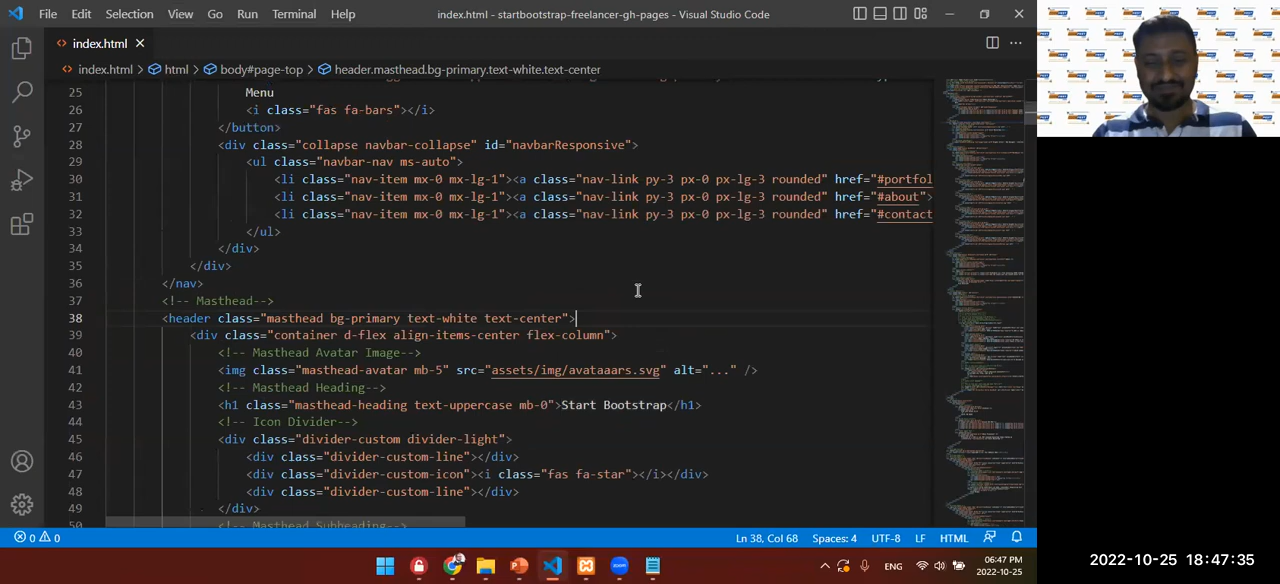 File Edit Selection View Go Run Terminal Help
index.html - startbootstrap-freelancer-gh-pages - Visual Studio Code
<> index.html
<> index.html > html > body#page-top > header.masthead.bg-primary.text-white.text-center
25 Menu
26 <i class="fas fa-bars"></i>
27 </button>
28 <div class="collapse navbar-collapse" id="navbarResponsive">
29 <ul class="navbar-nav ms-auto">
30 <li class="nav-item mx-0 mx-lg-1"><a class="nav-link py-3 px-0 px-lg-3 rounded" href="#portfol
31 <li class="nav-item mx-0 mx-lg-1"><a class="nav-link py-3 px-0 px-lg-3 rounded" href="#about">
32 <li class="nav-item mx-0 mx-lg-1"><a class="nav-link py-3 px-0 px-lg-3 rounded" href="#contact
33 </ul>
34 </div>
35 </div>
36 </nav>
37 <!-- Masthead-->
38 <header class="masthead bg-primary text-white text-center">
39 <div class="container d-flex align-items-center flex-column">
40 <!-- Masthead Avatar Image-->
41 <img class="masthead-avatar mb-5" src="assets/img/avataaars.svg" alt="..." />
42 <!-- Masthead Heading-->
43 <h1 class="masthead-heading text-uppercase mb-0">Start Bootstrap</h1>
44 <!-- Icon Divider-->
45 <div class="divider-custom divider-light">
46 <div class="divider-custom-line"></div>
47 <div class="divider-custom-icon"><i class="fas fa-star"></i></div>
48 <div class="divider-custom-line"></div>
49 </div>
50 <!-- Masthead Subheading-->
0 0 Ln 38, Col 68 Spaces: 4 UTF-8 LF HTML
ENG 06:47 PM
2022-10-25
2022-10-25 18:47:35